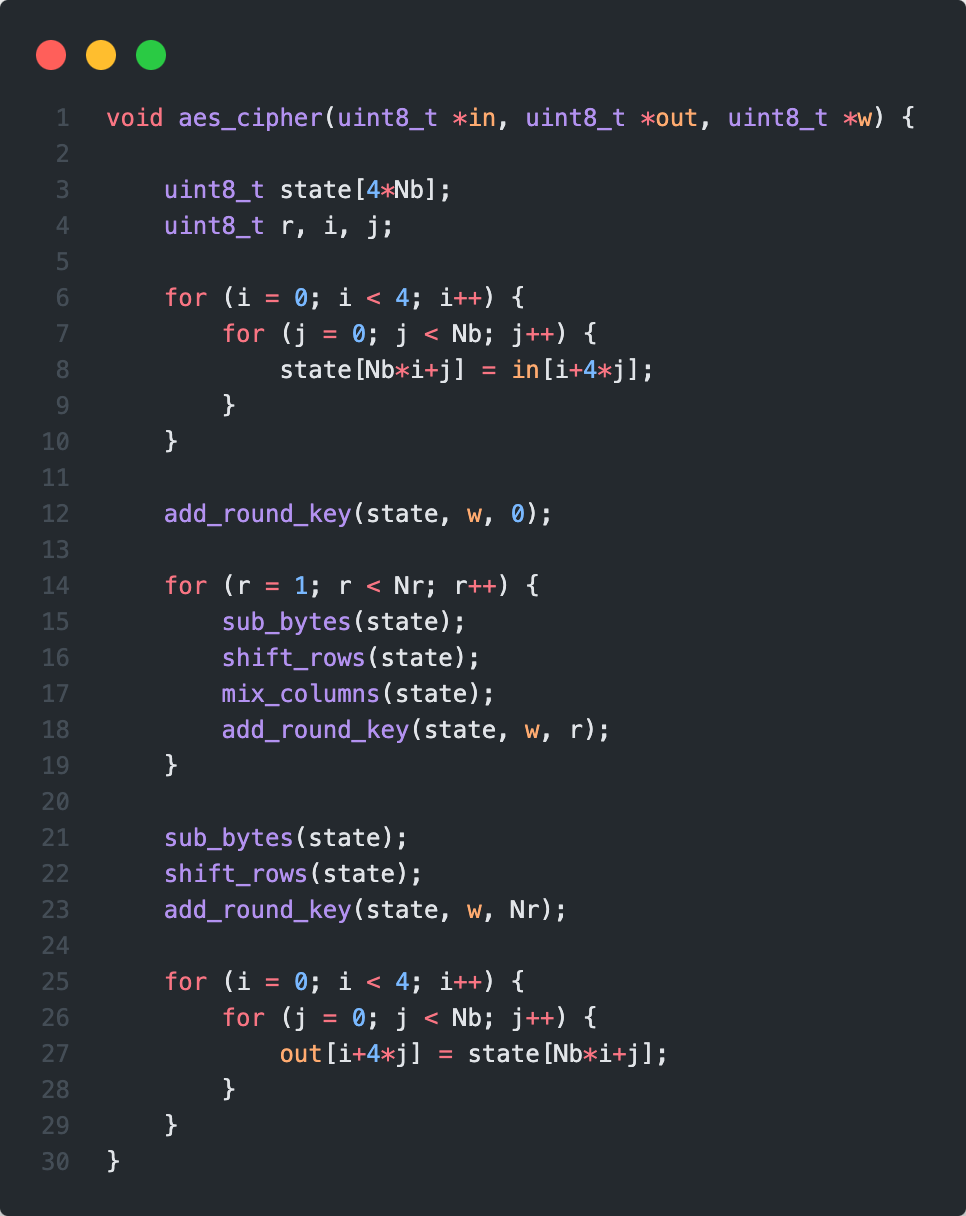 1 void aes_cipher(uint8_t *in, uint8_t *out, uint8_t *w) {
2
3     uint8_t state[4*Nb];
4     uint8_t r, i, j;
5
6     for (i = 0; i < 4; i++) {
7         for (j = 0; j < Nb; j++) {
8             state[Nb*i+j] = in[i+4*j];
9         }
10     }
11
12     add_round_key(state, w, 0);
13
14     for (r = 1; r < Nr; r++) {
15         sub_bytes(state);
16         shift_rows(state);
17         mix_columns(state);
18         add_round_key(state, w, r);
19     }
20
21     sub_bytes(state);
22     shift_rows(state);
23     add_round_key(state, w, Nr);
24
25     for (i = 0; i < 4; i++) {
26         for (j = 0; j < Nb; j++) {
27             out[i+4*j] = state[Nb*i+j];
28         }
29     }
30 }